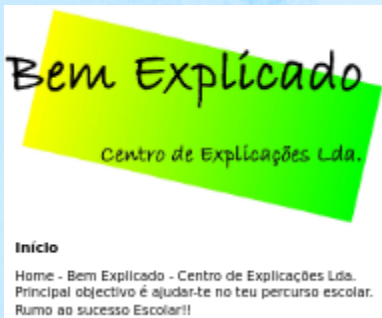 Bem Explicado
Centro de Explicações Lda.
Início
Home - Bem Explicado - Centro de Explicações Lda.
Principal objectivo é ajudar-te no teu percurso escolar.
Rumo ao sucesso Escolar!!